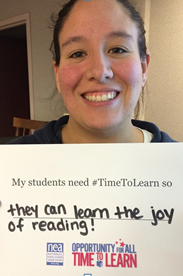 My students need #TimeToLearn so
they can learn the joy
of reading!
nea
OPPORTUNITY FOR ALL
TIME TO LEARN